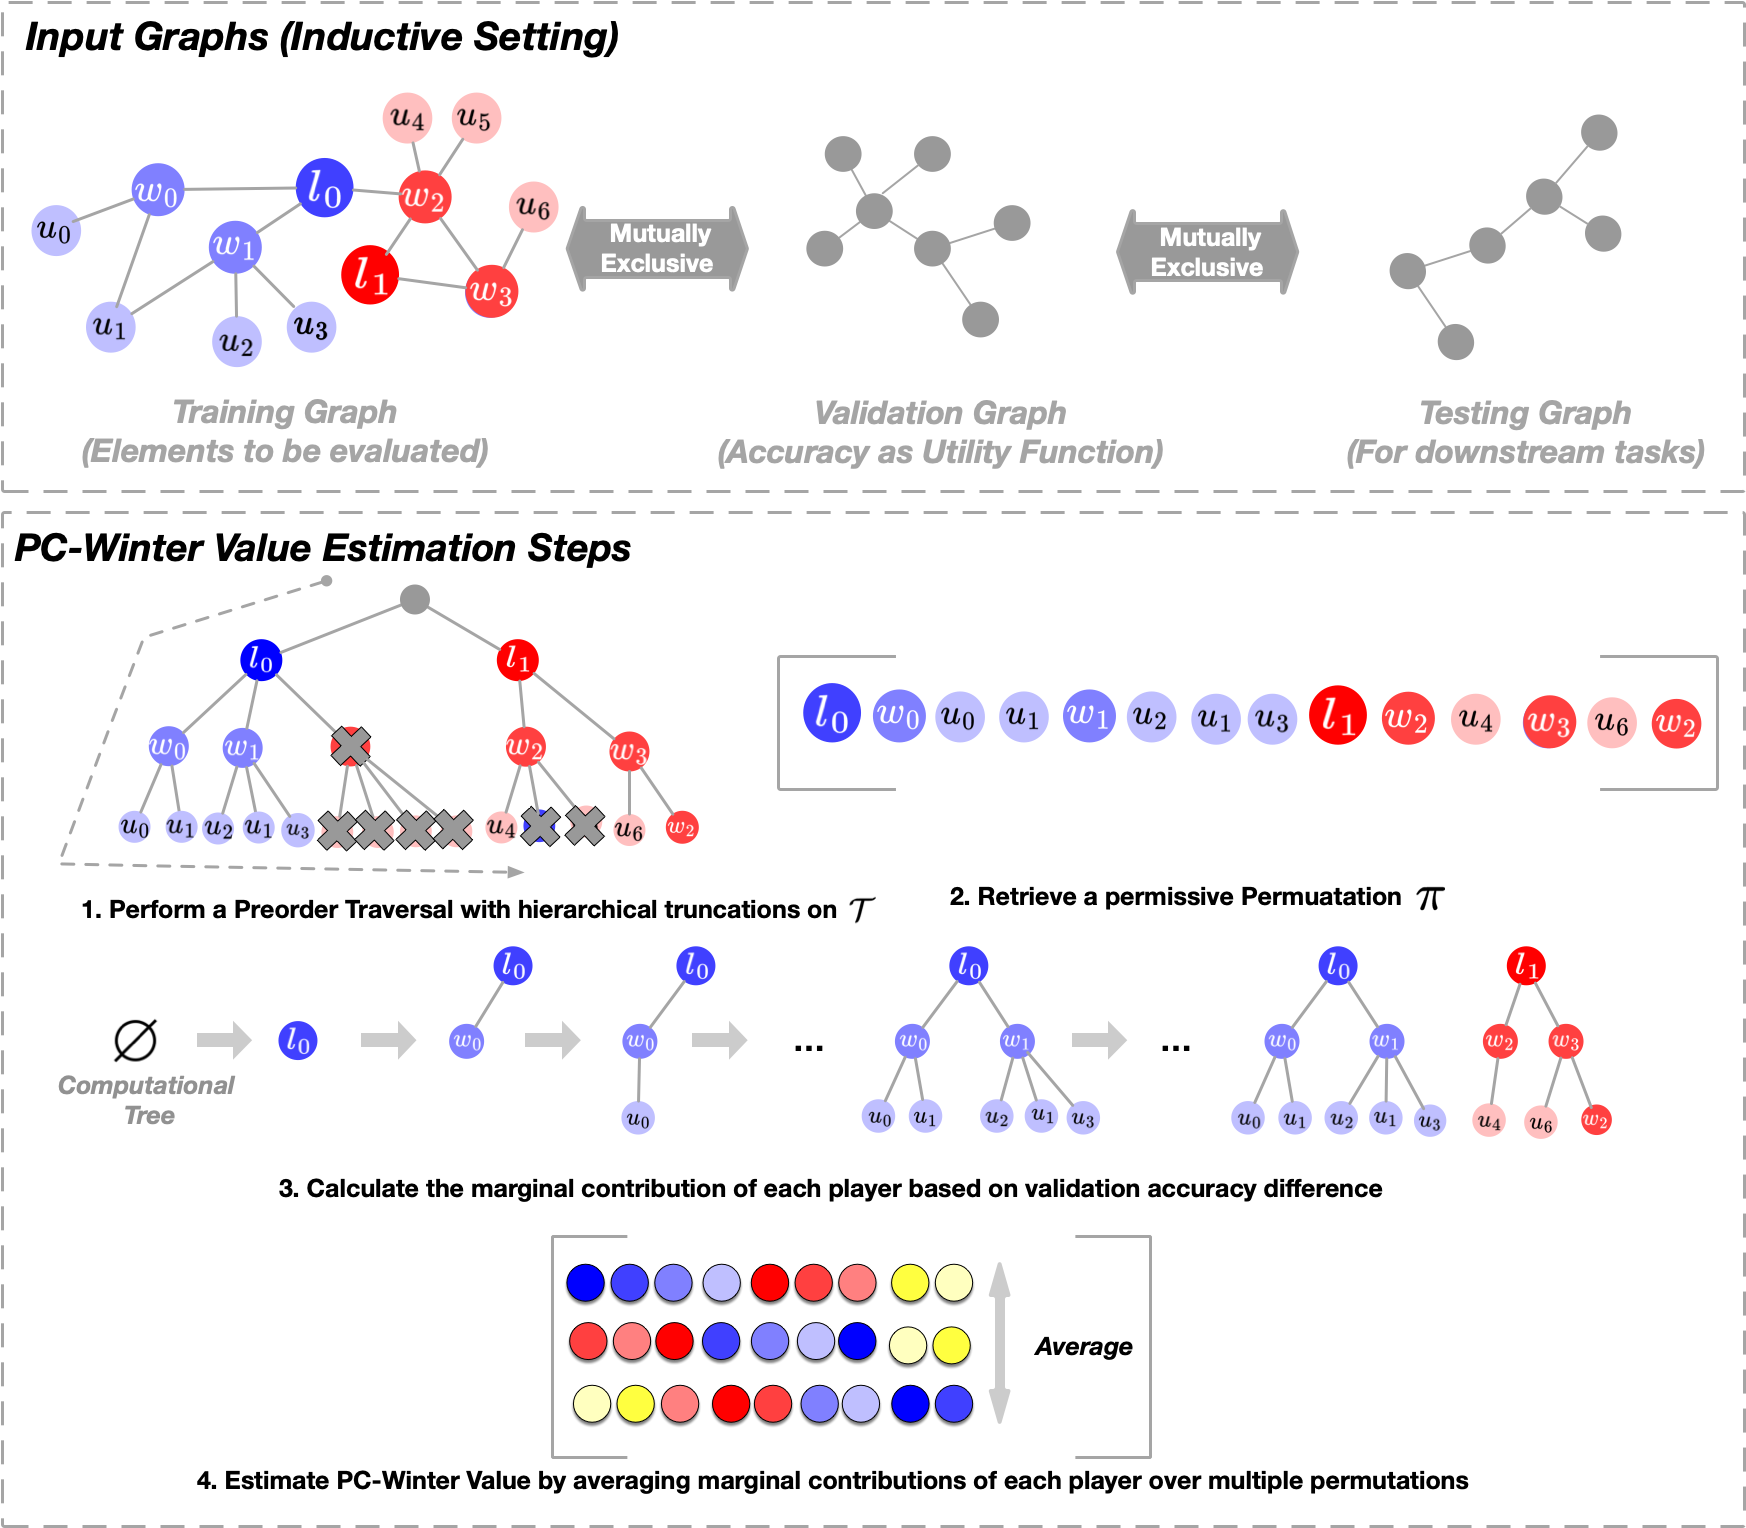 Input Graphs (Inductive Setting)
u4 u5
w0 l0 w2 u6
u0 w1
l1 w3
u1 u2 u3
Mutually
Exclusive
Mutually
Exclusive
Training Graph
(Elements to be evaluated)
Validation Graph
(Accuracy as Utility Function)
Testing Graph
(For downstream tasks)
PC-Winter Value Estimation Steps
l0 l1
w0 w1 w2 w3
u0 u1 u2 u1 u3 u4 u6 w2
l0 w0 u0 u1 w1 u2 u1 u3 l1 w2 u4 w3 u6 w2
1. Perform a Preorder Traversal with hierarchical truncations on 𝒯
2. Retrieve a permissive Permuatation π
l0 l0 l0 l0 l1
∅ l0 w0 w0 ... w0 w1 ... w0 w1 w2 w3
Computational
Tree
u0 u0 u1 u2 u1 u3 u0 u1 u2 u1 u3 u4 u6 w2
3. Calculate the marginal contribution of each player based on validation accuracy difference
Average
4. Estimate PC-Winter Value by averaging marginal contributions of each player over multiple permutations